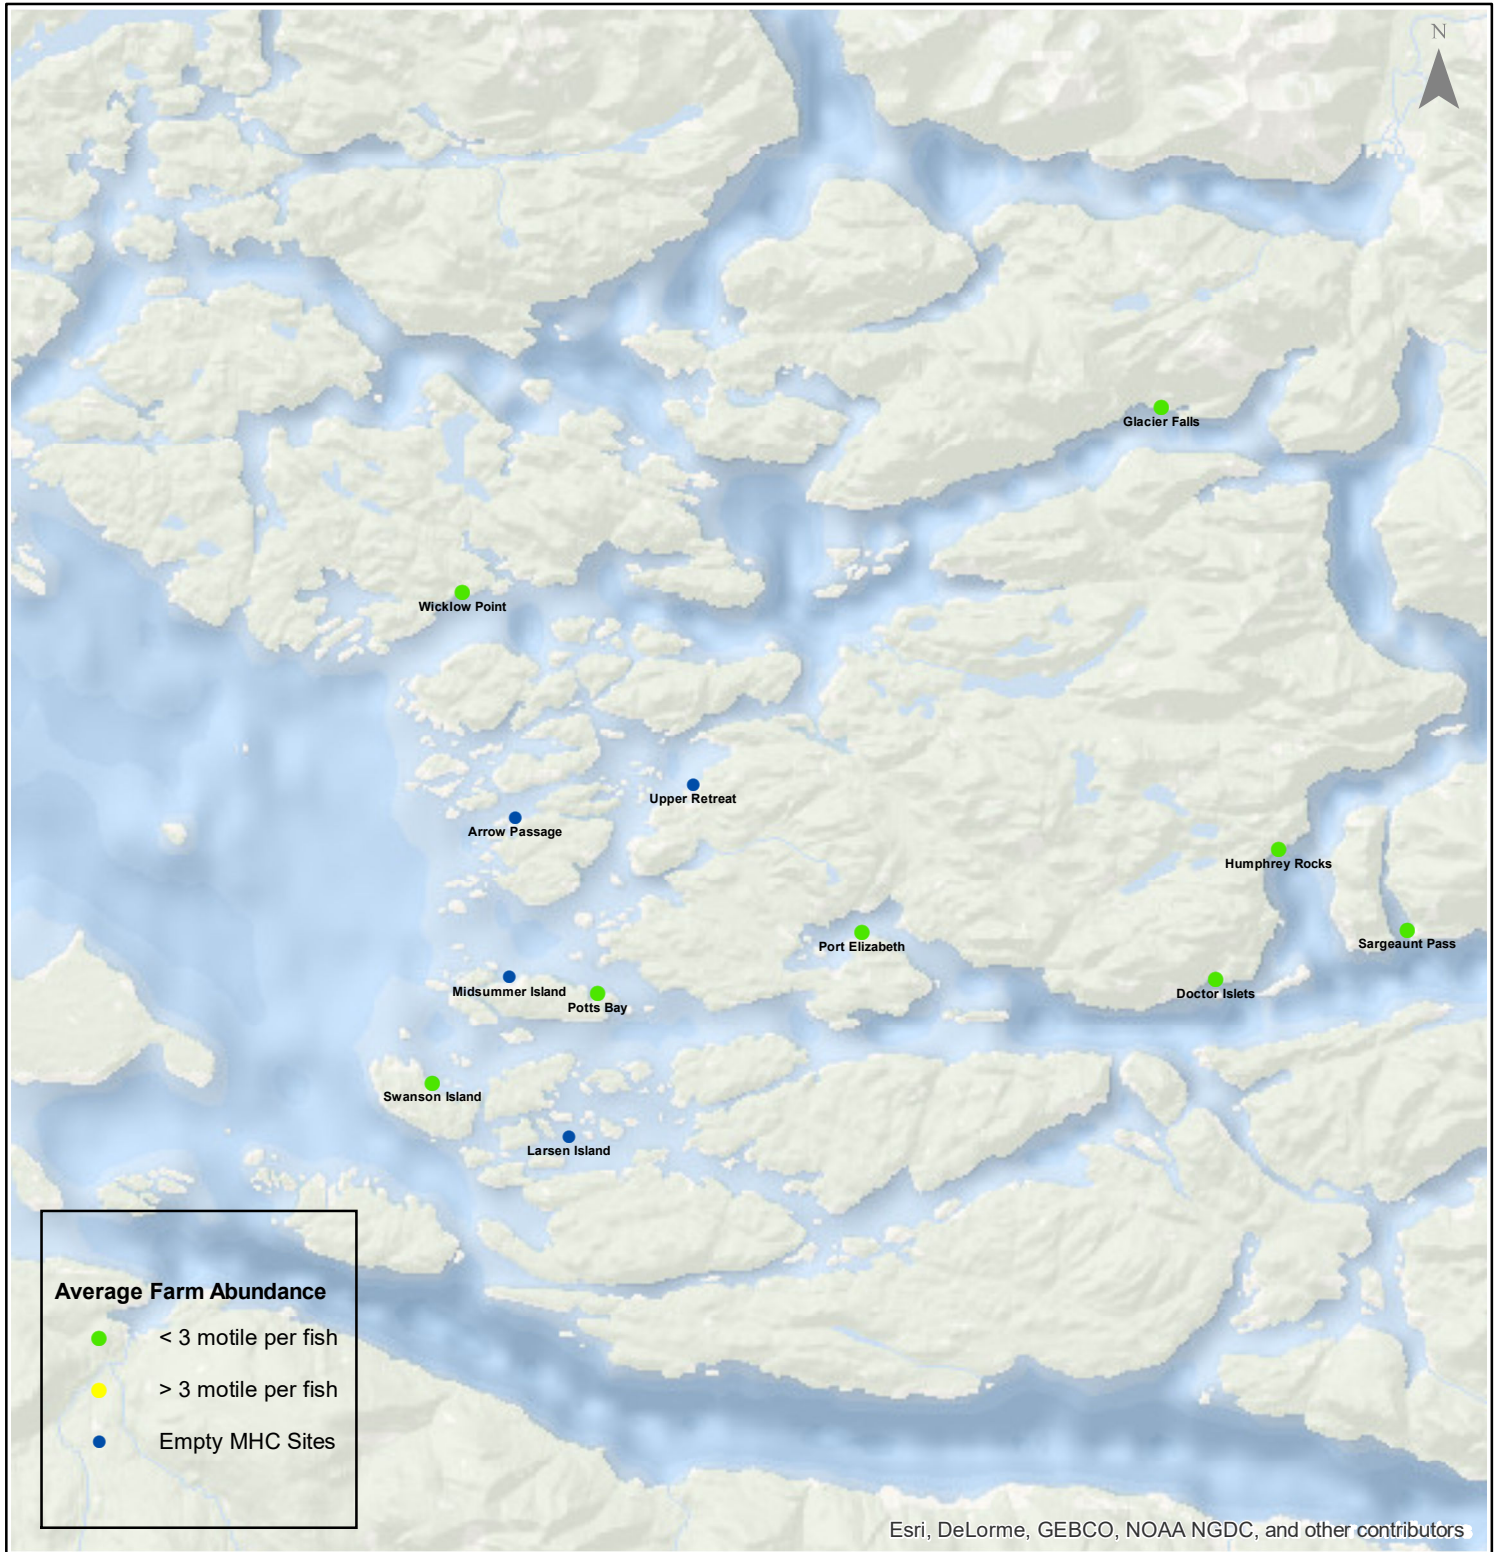 N
Glacier Falls
Wicklow Point
Upper Retreat
Arrow Passage
Humphrey Rocks
Port Elizabeth
Sargeaunt Pass
Midsummer Island
Potts Bay
Doctor Islets
Swanson Island
Larsen Island
Average Farm Abundance
< 3 motile per fish
> 3 motile per fish
Empty MHC Sites
Esri, DeLorme, GEBCO, NOAA NGDC, and other contributors